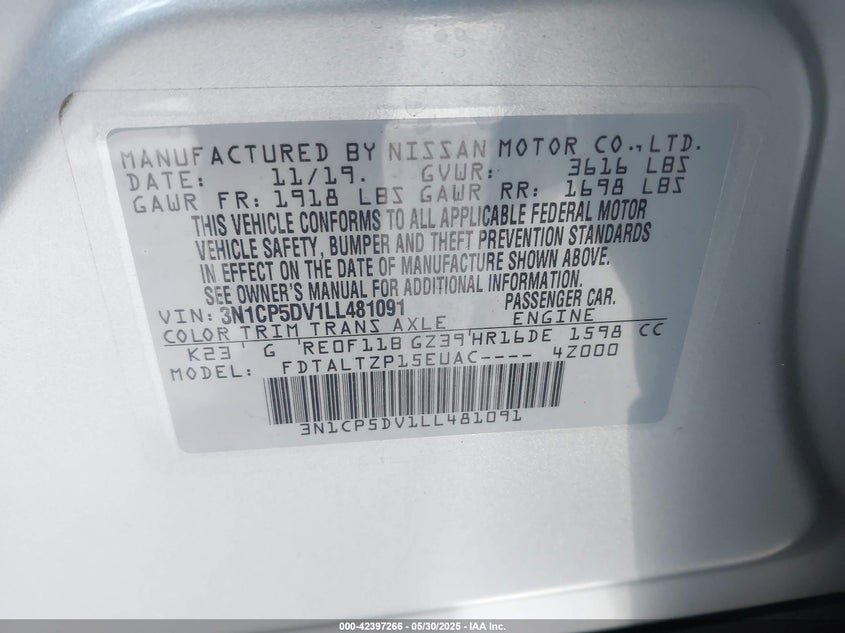 MANUFACTURED BY NISSAN MOTOR CO., LTD.
DATE: 11/19. GVWR: 3616 LBS
GAWR FR: 1918 LBS GAWR RR: 1698 LBS
THIS VEHICLE CONFORMS TO ALL APPLICABLE FEDERAL MOTOR
VEHICLE SAFETY, BUMPER AND THEFT PREVENTION STANDARDS
IN EFFECT ON THE DATE OF MANUFACTURE SHOWN ABOVE.
SEE OWNER'S MANUAL FOR ADDITIONAL INFORMATION.
VIN: 3N1CP5DV1LL481091 PASSENGER CAR.
COLOR TRIM TRANS AXLE ENGINE
K23 G RE0F11B GZ39 HR16DE 1598 CC
MODEL: FDTALTZP15EUAC---- 4Z000
3N1CP5DV1LL481091
000-42397266 - 05/30/2025 - IAA Inc.